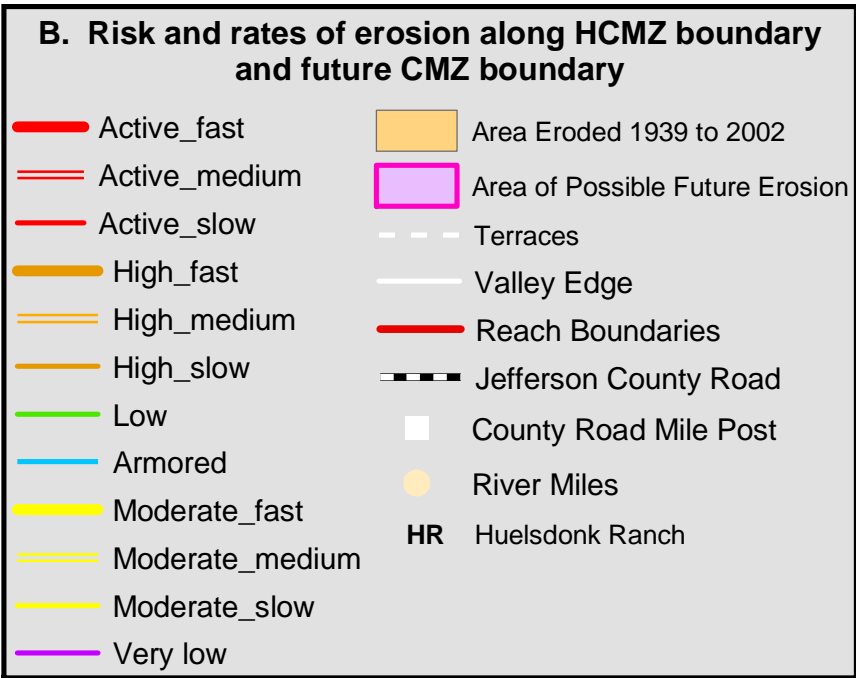 B. Risk and rates of erosion along HCMZ boundary
and future CMZ boundary
Active_fast
Active_medium
Active_slow
High_fast
High_medium
High_slow
Low
Armored
Moderate_fast
Moderate_medium
Moderate_slow
Very low
Area Eroded 1939 to 2002
Area of Possible Future Erosion
Terraces
Valley Edge
Reach Boundaries
Jefferson County Road
County Road Mile Post
River Miles
HR Huelsdonk Ranch